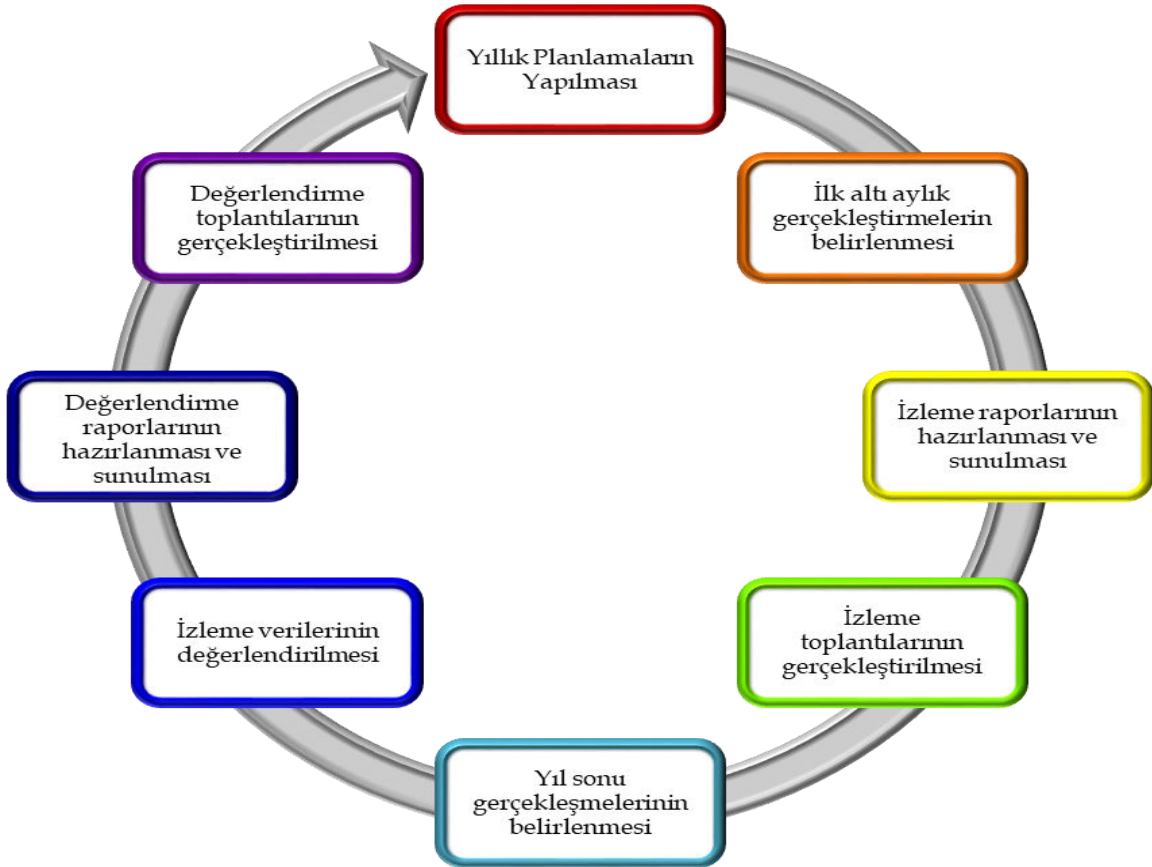 Yıllık Planlamaların
Yapılması
İlk altı aylık
gerçekleştirmelerin
belirlenmesi
İzleme raporlarının
hazırlanması ve
sunulması
İzleme
toplantılarının
gerçekleştirilmesi
Yıl sonu
gerçekleşmelerinin
belirlenmesi
İzleme verilerinin
değerlendirilmesi
Değerlendirme
raporlarının
hazırlanması ve
sunulması
Değerlendirme
toplantılarının
gerçekleştirilmesi